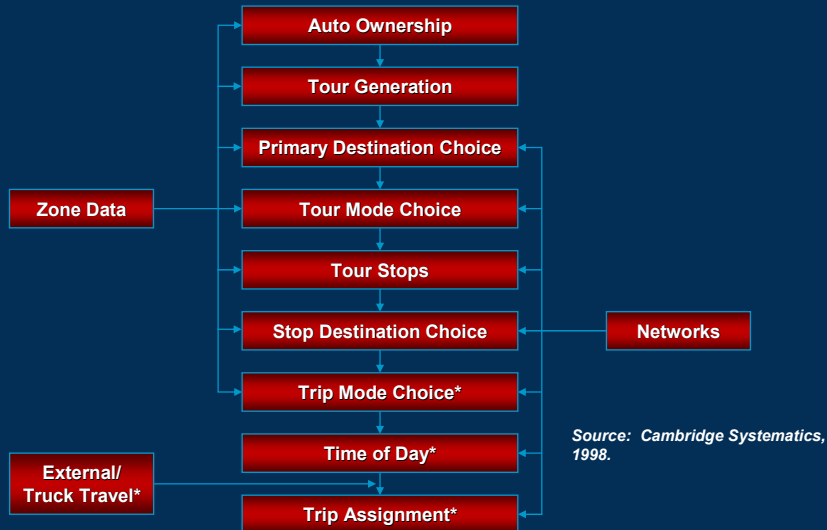 Auto Ownership
Tour Generation
Primary Destination Choice
Zone Data
Tour Mode Choice
Tour Stops
Stop Destination Choice
Networks
Trip Mode Choice*
Time of Day*
Source: Cambridge Systematics,
1998.
External/
Truck Travel*
Trip Assignment*